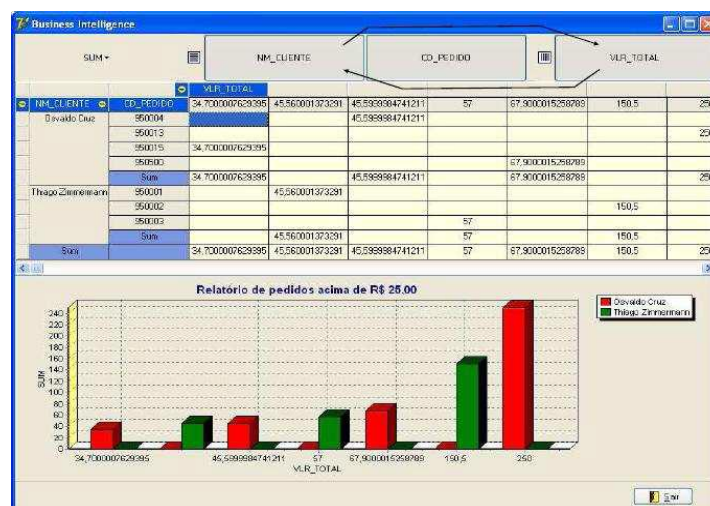 Business Intelligence
SUM
NM_CLIENTE
CD_PEDIDO
VLR_TOTAL
VLR_TOTAL
NM_CLIENTE CD_PEDIDO 34,7000007629395 45,560001373291 45,5999984741211 57 67,9000015258789 150,5 250
Osvaldo Cruz 950004 45,5999984741211
950013 250
950015 34,7000007629395
950500 67,9000015258789
Sum 34,7000007629395 45,5999984741211 67,9000015258789 250
Thiago Zimmermann 950001 45,560001373291
950002 150,5
950003 57
Sum 45,560001373291 57 150,5
Sum 34,7000007629395 45,560001373291 45,5999984741211 57 67,9000015258789 150,5 250
Relatório de pedidos acima de R$ 25.00
Osvaldo Cruz
Thiago Zimmermann
240
220
200
180
160
140
120
100
80
60
40
20
0
SUM
34,7000007629395 45,5999984741211 57 67,9000015258789 150,5 250
VLR_TOTAL
Sair